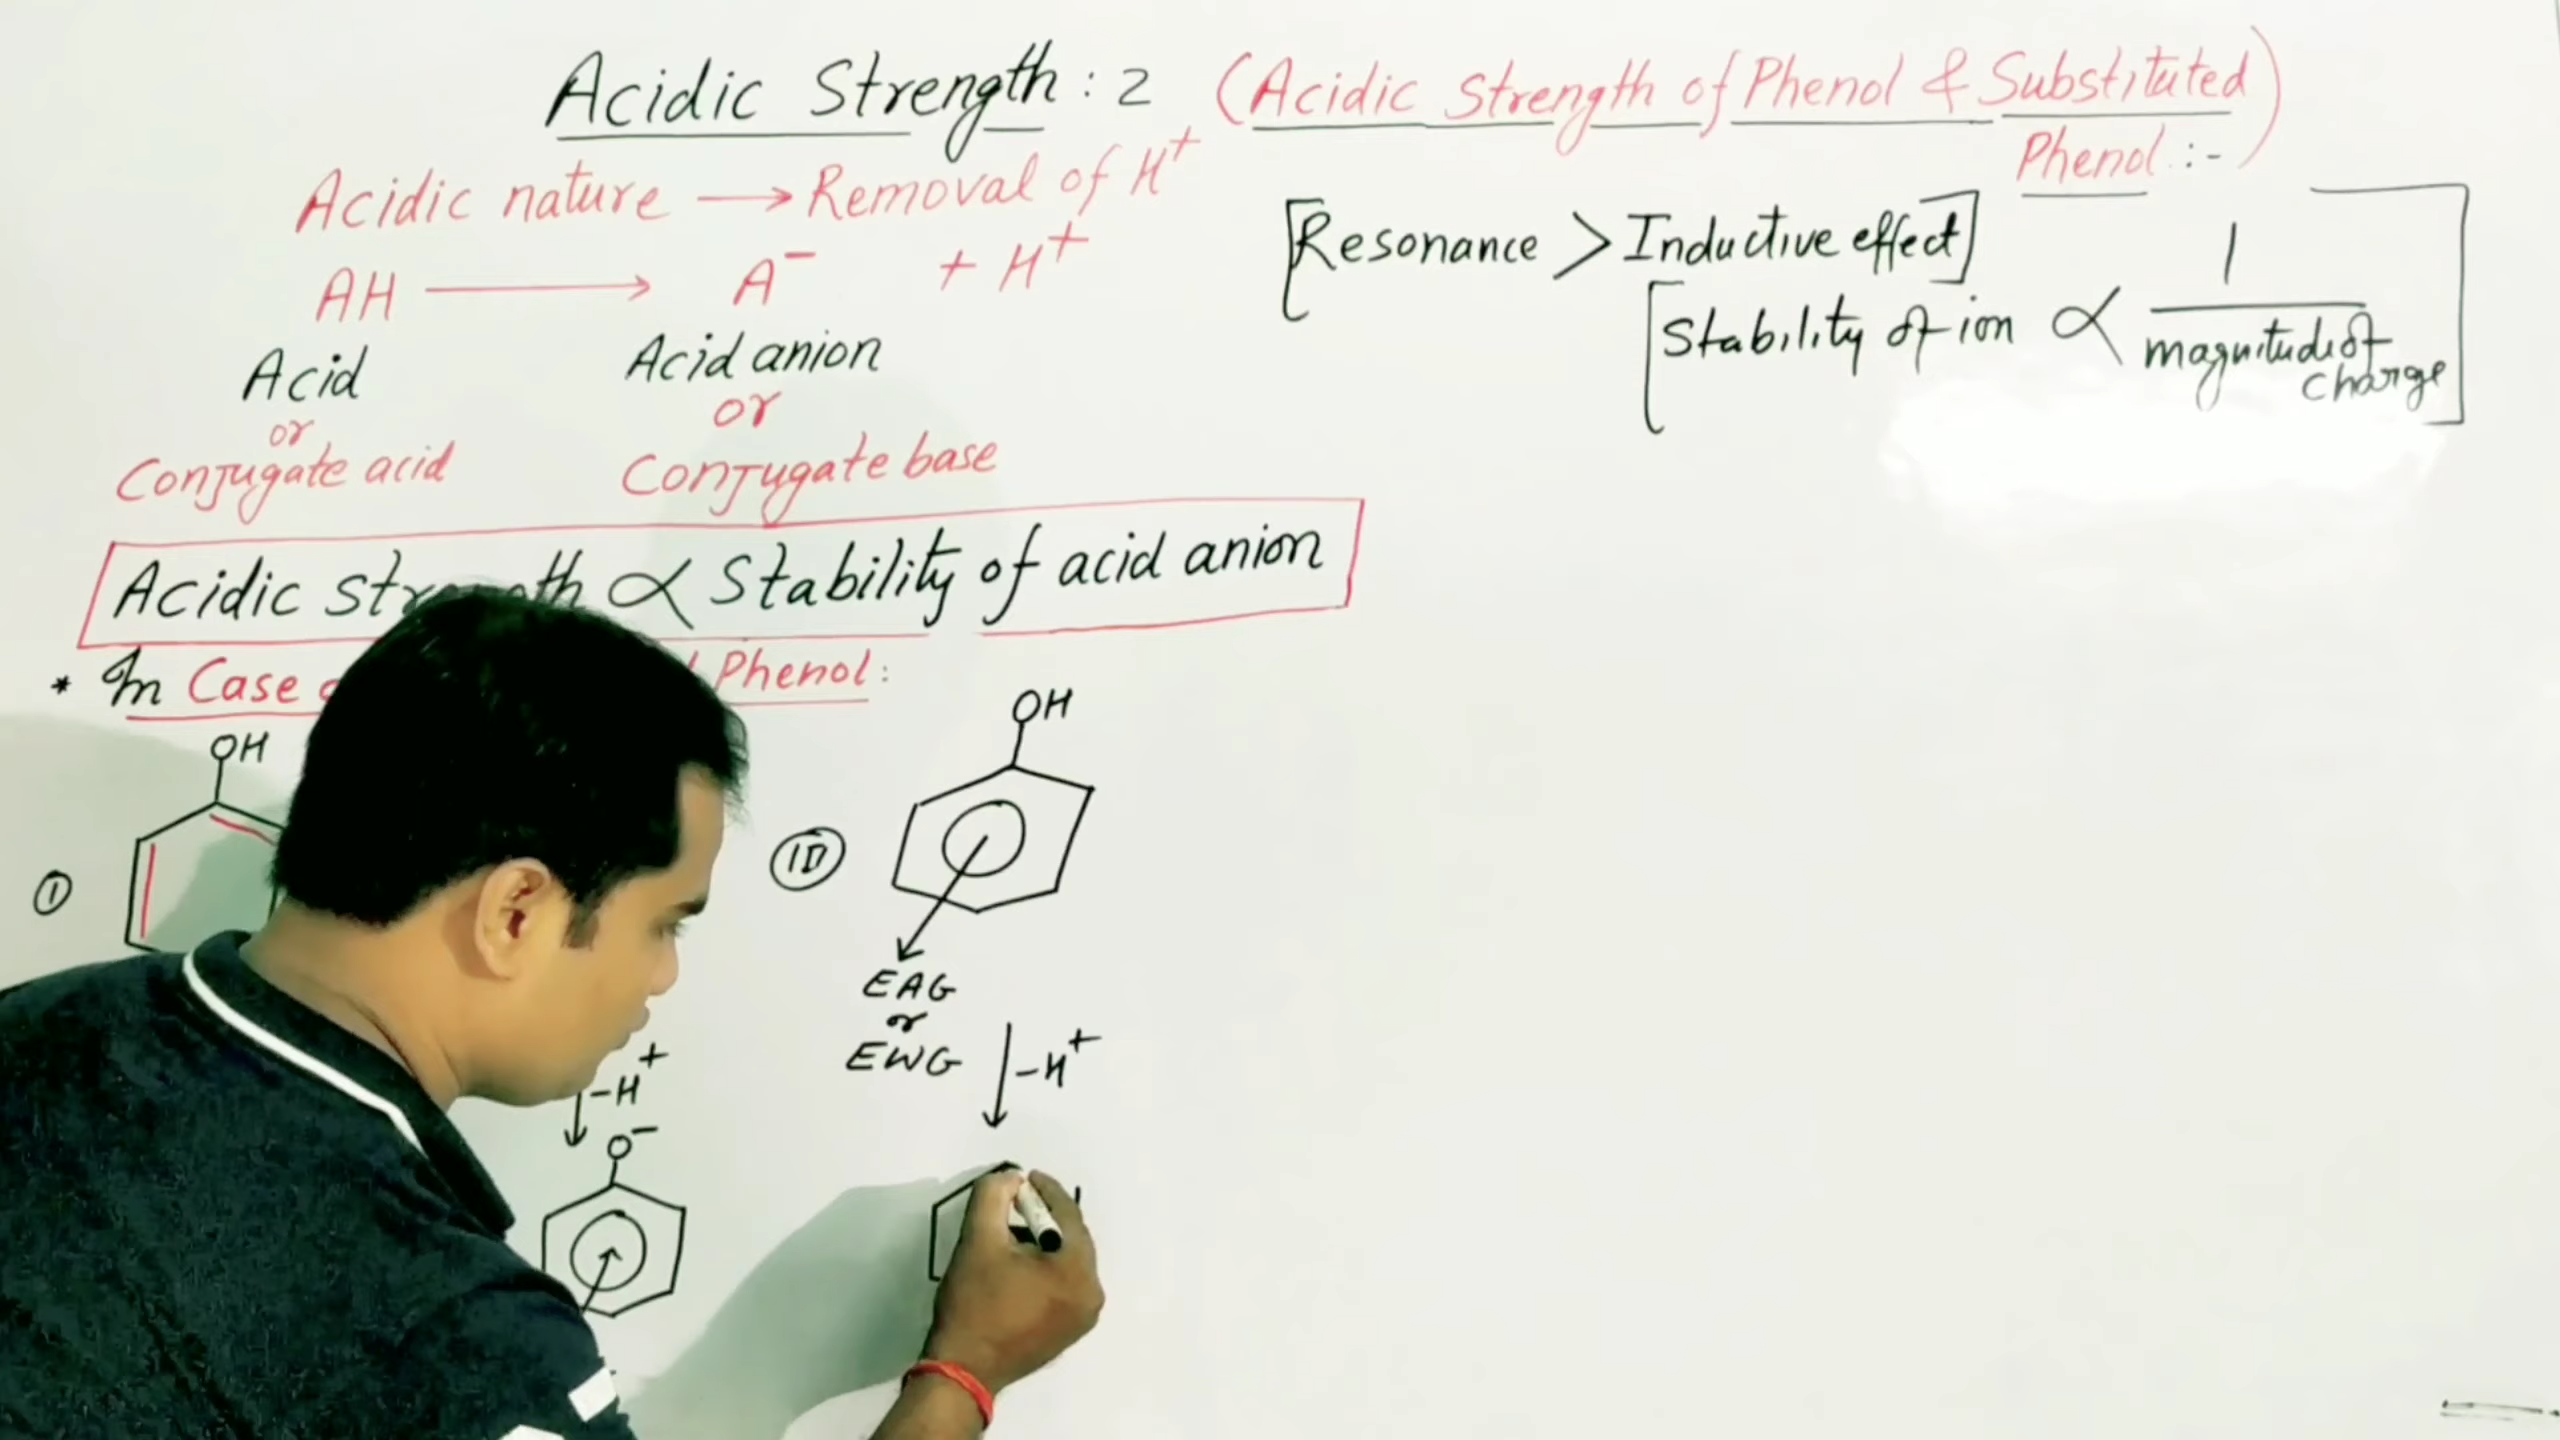 Acidic Strength : 2 (Acidic Strength of Phenol & Substituted
Phenol :-)
Acidic nature → Removal of H⁺
[Resonance > Inductive effect]
AH → A⁻ + H⁺
[Stability of ion ∝ 1 / magnitude of charge]
Acid
Acid anion
or
or
Conjugate acid
Conjugate base
Acidic ∝ Stability of acid anion
* In Case Phenol:
OH
OH
①
EAG
or
EWG
-H⁺
-H⁺
O⁻